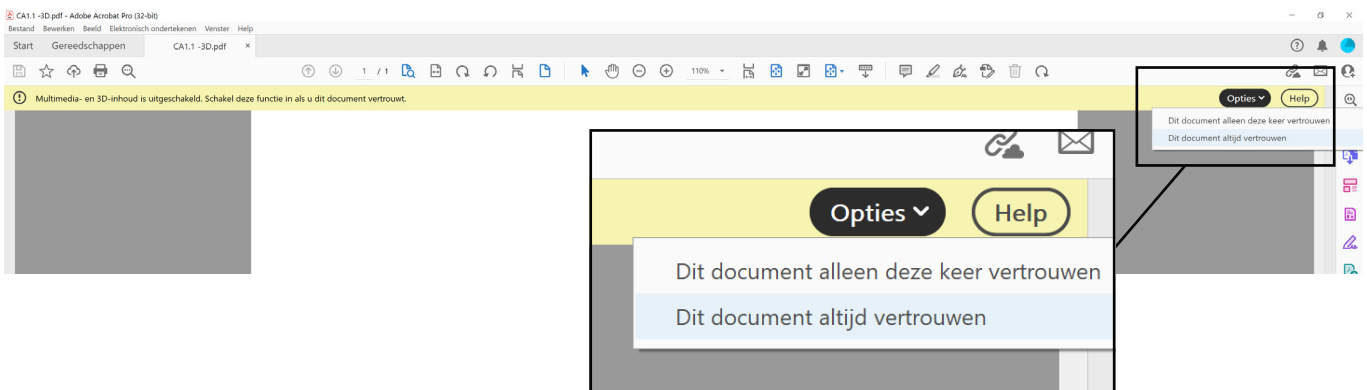 CA1.1 -3D.pdf - Adobe Acrobat Pro (32-bit)
Bestand Bewerken Beeld Elektronisch ondertekenen Venster Help
Start Gereedschappen CA1.1 -3D.pdf ×
1 / 1 110%
Multimedia- en 3D-inhoud is uitgeschakeld. Schakel deze functie in als u dit document vertrouwt. Opties Help
Dit document alleen deze keer vertrouwen
Dit document altijd vertrouwen
Opties Help
Dit document alleen deze keer vertrouwen
Dit document altijd vertrouwen